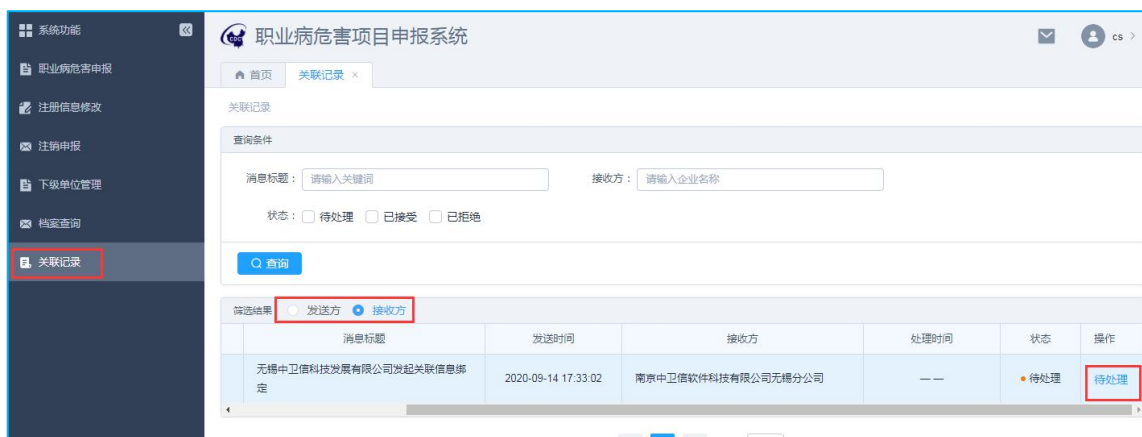 系统功能
职业病危害申报
注册信息修改
注销申报
下级单位管理
档案查询
关联记录
职业病危害项目申报系统
cs
首页 关联记录 ×
关联记录
查询条件
消息标题： 请输入关键词 接收方： 请输入企业名称
状态： 待处理 已接受 已拒绝
查询
筛选结果 发送方 接收方
消息标题 发送时间 接收方 处理时间 状态 操作
无锡中卫信科技发展有限公司发起关联信息绑
定
2020-09-14 17:33:02 南京中卫信软件科技有限公司无锡分公司 —— 待处理 待处理